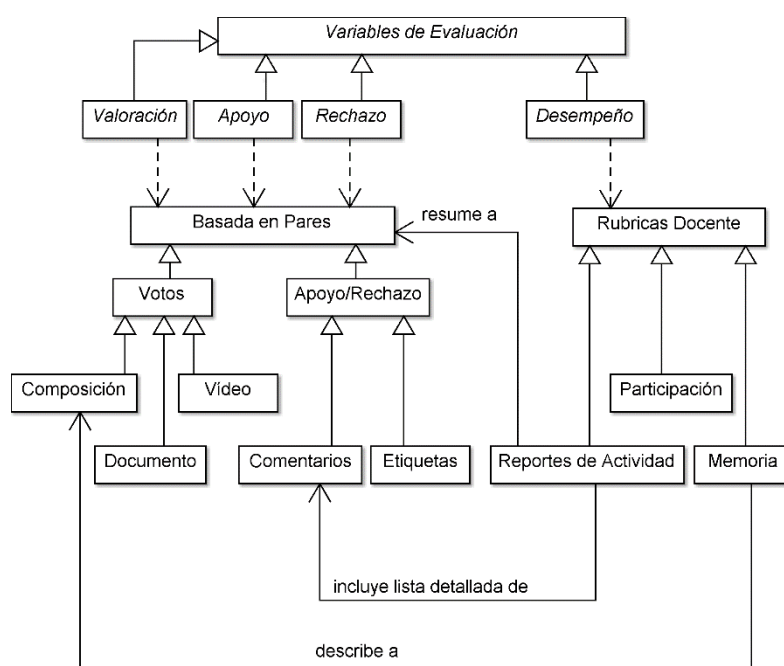 Variables de Evaluación
Valoración
Apoyo
Rechazo
Desempeño
Basada en Pares
resume a
Rubricas Docente
Votos
Apoyo/Rechazo
Composición
Vídeo
Participación
Documento
Comentarios
Etiquetas
Reportes de Actividad
Memoria
incluye lista detallada de
describe a